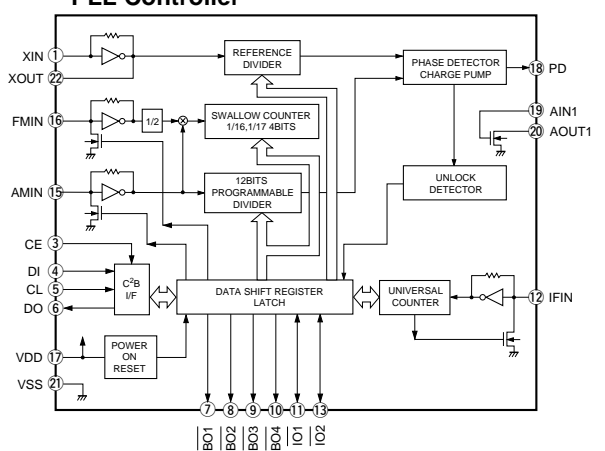 PLL Controller
XIN 1
XOUT 22
FMIN 16
AMIN 15
CE 3
DI 4
CL 5
DO 6
VDD 17
VSS 21
REFERENCE
DIVIDER
1/2
SWALLOW COUNTER
1/16,1/17 4BITS
12BITS
PROGRAMMABLE
DIVIDER
PHASE DETECTOR
CHARGE PUMP
UNLOCK
DETECTOR
C²B
I/F
DATA SHIFT REGISTER
LATCH
UNIVERSAL
COUNTER
POWER
ON
RESET
18 PD
19 AIN1
20 AOUT1
12 IFIN
7 8 9 10 11 13
BO1
BO2
BO3
BO4
IO1
IO2